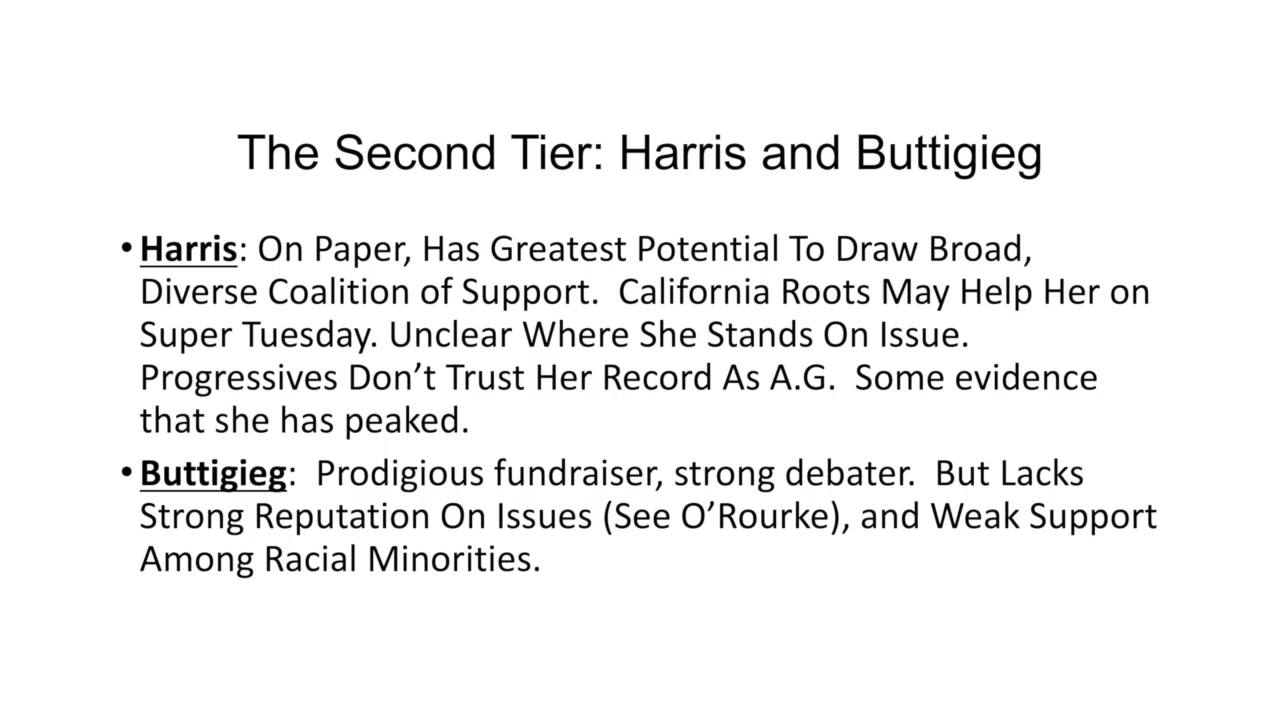 The Second Tier: Harris and Buttigieg
• Harris: On Paper, Has Greatest Potential To Draw Broad,
Diverse Coalition of Support.  California Roots May Help Her on
Super Tuesday. Unclear Where She Stands On Issue.
Progressives Don’t Trust Her Record As A.G.  Some evidence
that she has peaked.
• Buttigieg:  Prodigious fundraiser, strong debater.  But Lacks
Strong Reputation On Issues (See O’Rourke), and Weak Support
Among Racial Minorities.